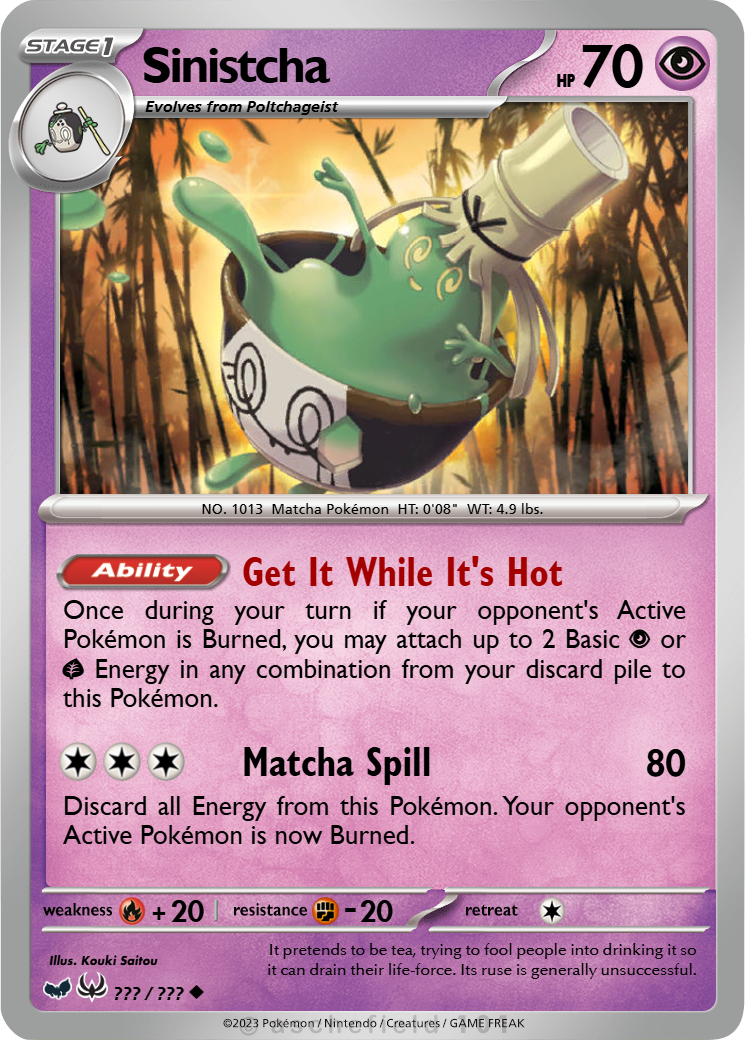 STAGE1
Sinistcha
HP 70
Evolves from Poltchageist
NO. 1013 Matcha Pokémon HT: 0'08" WT: 4.9 lbs.
Ability Get It While It's Hot
Once during your turn if your opponent's Active
Pokémon is Burned, you may attach up to 2 Basic or
Energy in any combination from your discard pile to
this Pokémon.
Matcha Spill 80
Discard all Energy from this Pokémon. Your opponent's
Active Pokémon is now Burned.
weakness + 20 resistance - 20 retreat
Illus. Kouki Saitou
It pretends to be tea, trying to fool people into drinking it so
it can drain their life-force. Its ruse is generally unsuccessful.
??? / ???
©2023 Pokémon / Nintendo / Creatures / GAME FREAK